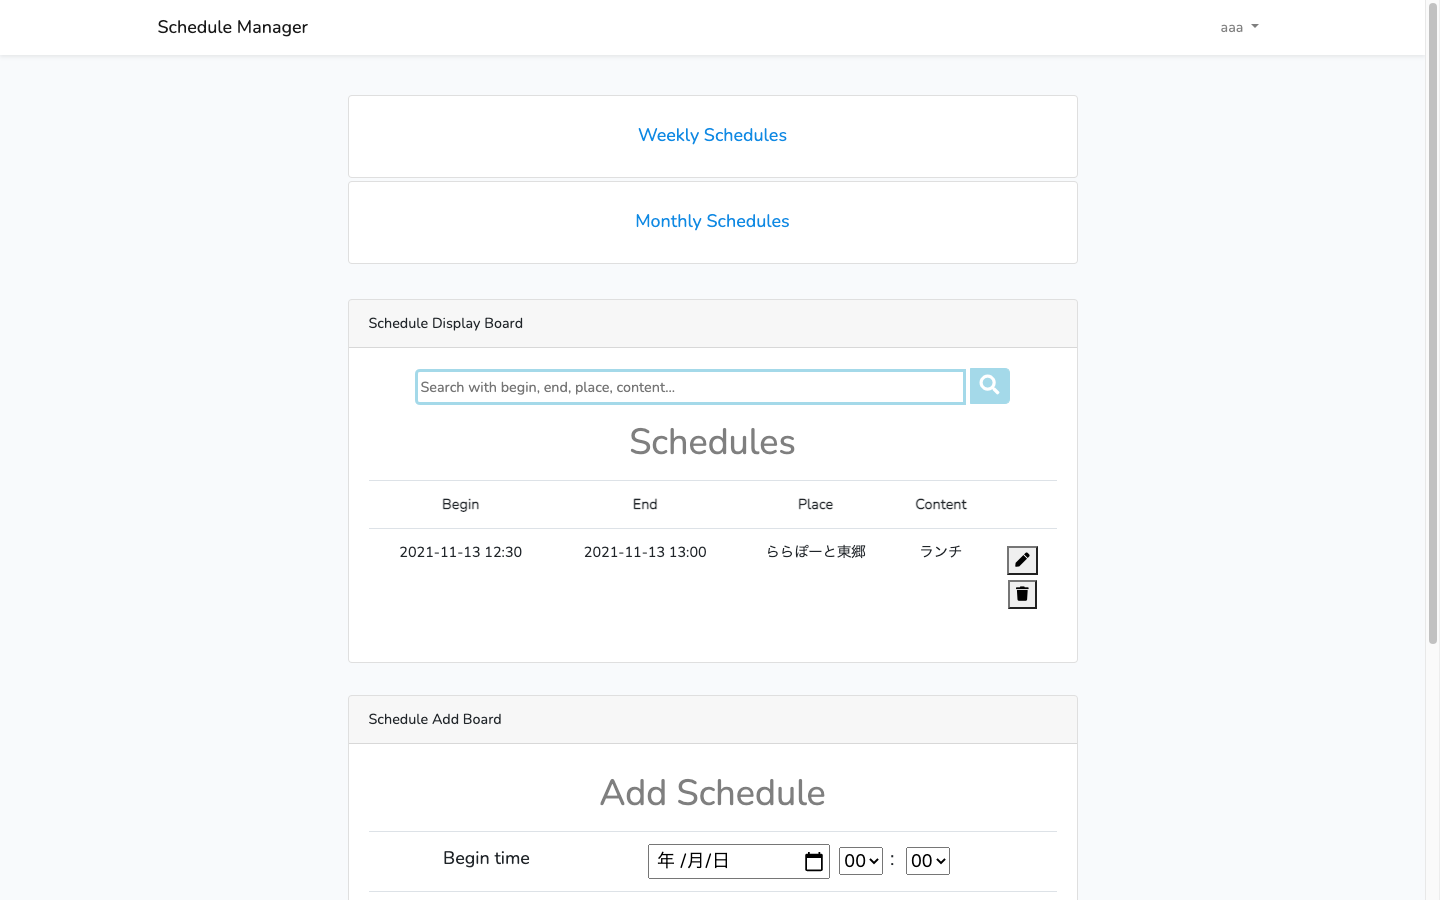 Schedule Manager
aaa
Weekly Schedules
Monthly Schedules
Schedule Display Board
Search with begin, end, place, content...
Schedules
Begin End Place Content
2021-11-13 12:30 2021-11-13 13:00 ららぽーと東郷 ランチ
Schedule Add Board
Add Schedule
Begin time 年 /月/日 00 : 00